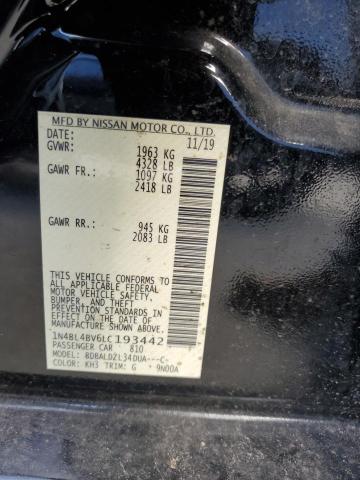 MFD BY NISSAN MOTOR CO., LTD.
DATE: 11/19
GVWR: 1963 KG
4328 LB
GAWR FR.: 1097 KG
2418 LB
GAWR RR.: 945 KG
2083 LB
THIS VEHICLE CONFORMS TO ALL
APPLICABLE FEDERAL
MOTOR VEHICLE SAFETY,
BUMPER, AND THEFT
PREVENTION STANDARDS
IN EFFECT ON THE DATE OF
MANUFACTURE SHOWN ABOVE.
1N4BL4BV6LC193442
PASSENGER CAR 810
MODEL: BDBALDZL34DUA---C-
COLOR: KH3 TRIM: G 9N00A